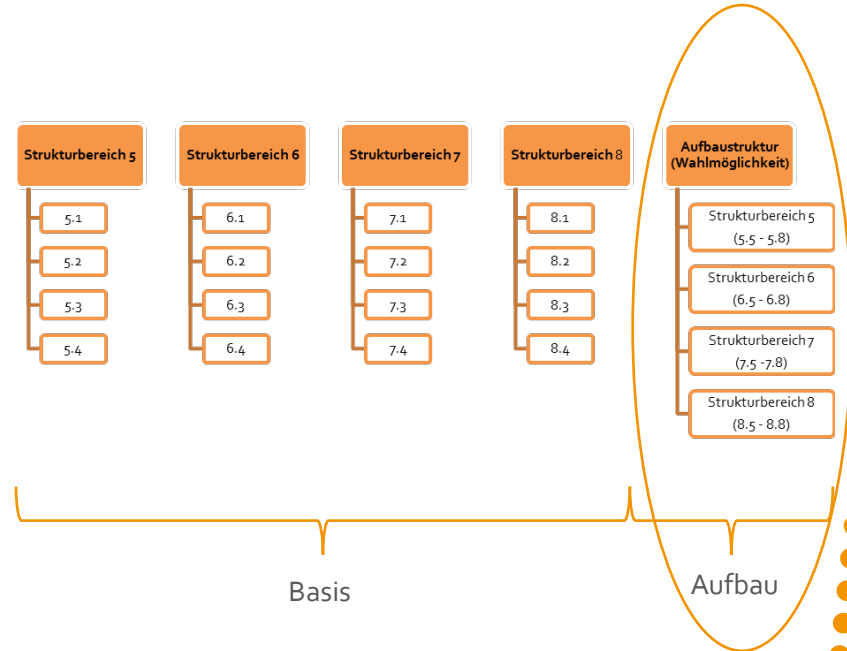 Strukturbereich 5
5.1
5.2
5.3
5.4
Strukturbereich 6
6.1
6.2
6.3
6.4
Strukturbereich 7
7.1
7.2
7.3
7.4
Strukturbereich 8
8.1
8.2
8.3
8.4
Aufbaustruktur
(Wahlmöglichkeit)
Strukturbereich 5
(5.5 - 5.8)
Strukturbereich 6
(6.5 - 6.8)
Strukturbereich 7
(7.5 -7.8)
Strukturbereich 8
(8.5 - 8.8)
Basis
Aufbau